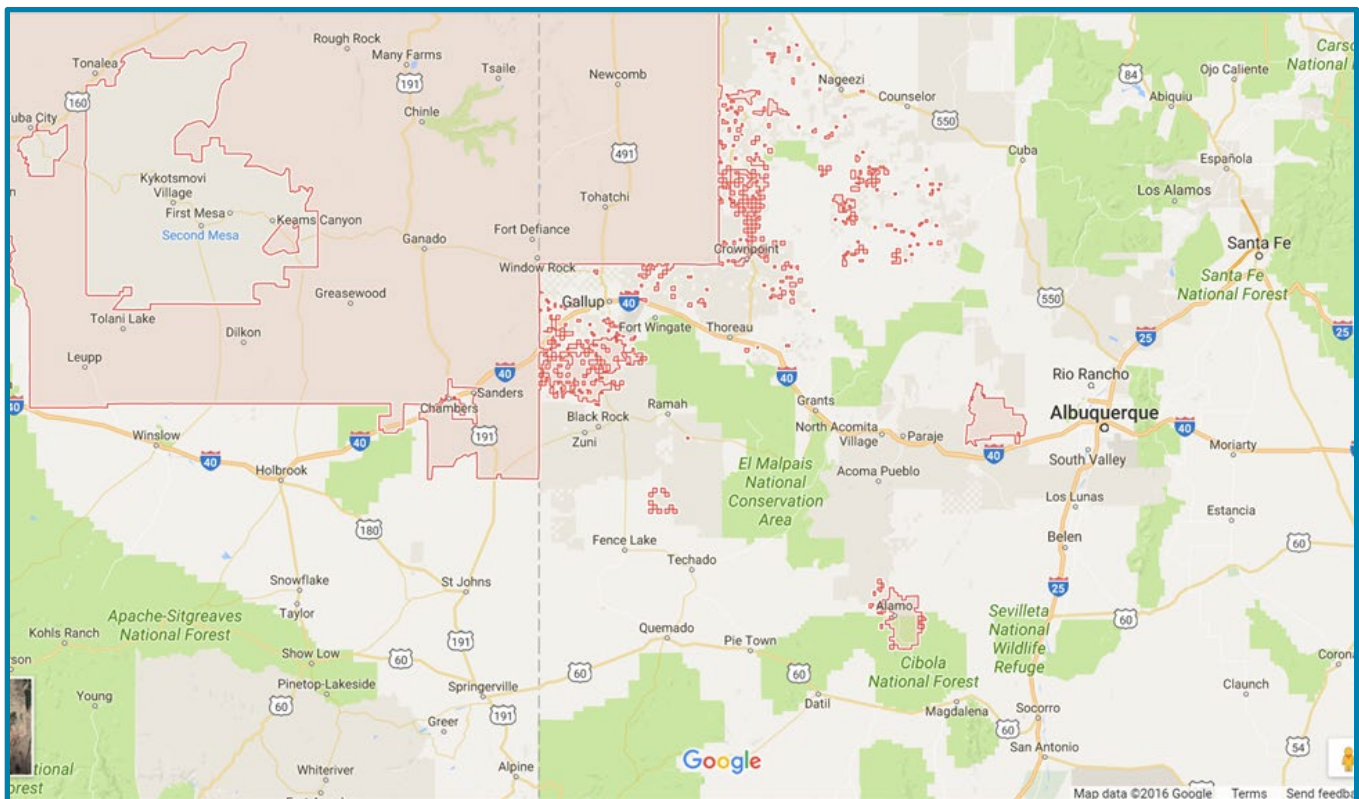 Rough Rock
Many Farms
Tonalea
191
Tsaile
Newcomb
Nageezi
84
Ojo Caliente
Counselor
Abiquiu
160
Chinle
550
uba City
491
Cuba
Española
Kykotsmovi
Village
Los Alamos
First Mesa
Keams Canyon
Tohatchi
Second Mesa
Ganado
Fort Defiance
Crownpoint
Santa Fe
Window Rock
Santa Fe
National Forest
Greasewood
Gallup
40
550
Tolani Lake
Dilkon
Fort Wingate
Thoreau
25
25
Leupp
40
40
Rio Rancho
Sanders
40
Chambers
Ramah
Grants
Albuquerque
Black Rock
North Acomita
Village
Paraje
40
Winslow
191
Zuni
40
Moriarty
40
40
South Valley
Holbrook
El Malpais
National
Conservation
Area
Acoma Pueblo
Los Lunas
Estancia
180
Fence Lake
Belen
60
Techado
Snowflake
St Johns
25
Taylor
Alamo
Sevilleta
National
Wildlife
Refuge
60
Apache-Sitgreaves
National Forest
Kohls Ranch
191
Quemado
Pie Town
Show Low
60
60
60
Cibola
National Forest
Pinetop-Lakeside
Springerville
Claunch
Young
60
191
Datil
Magdalena
Socorro
Greer
60
San Antonio
54
Google
Whiteriver
Alpine
Map data ©2016 Google
Terms
Send feedba